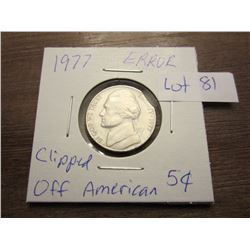 1977 ERROR
Lot 81
Clipped
Off American 5¢